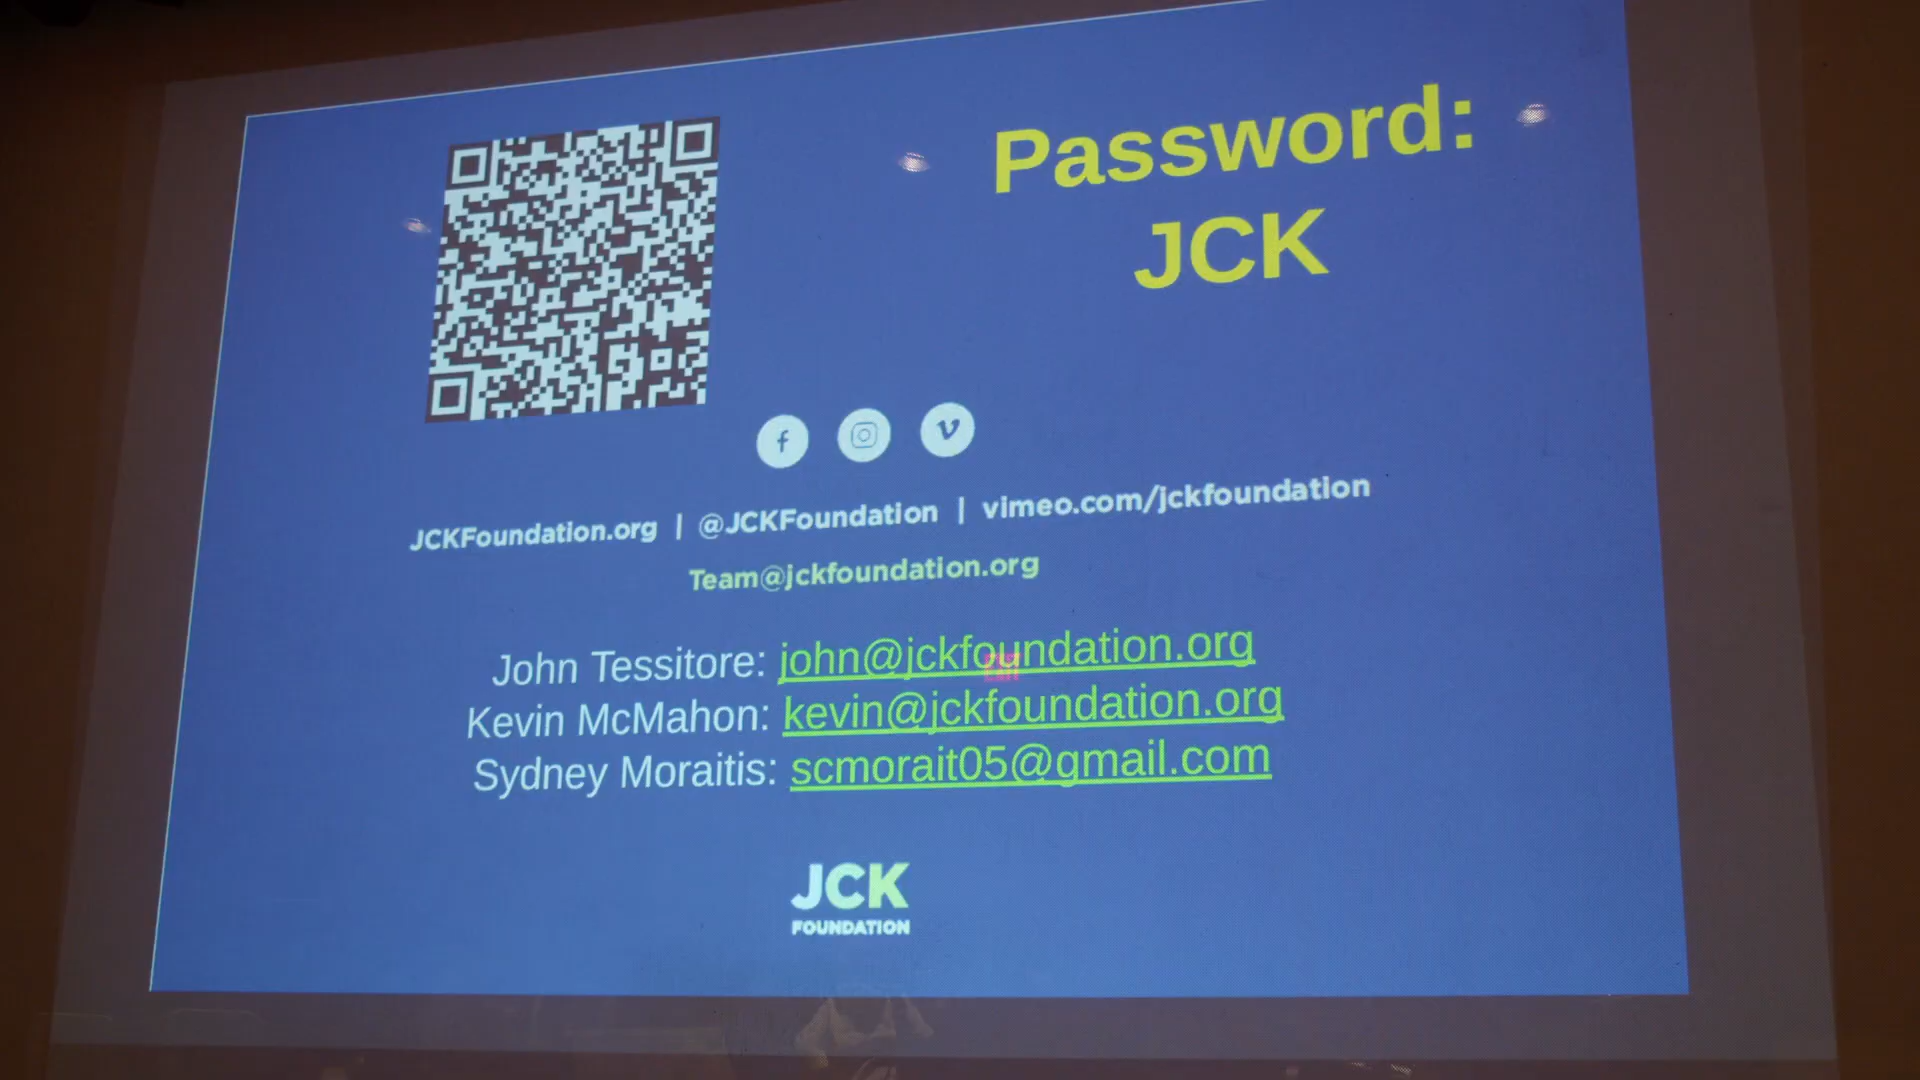 Password:
JCK
JCKFoundation.org | @JCKFoundation | vimeo.com/jckfoundation
Team@jckfoundation.org
John Tessitore: john@jckfoundation.org
EXIT
Kevin McMahon: kevin@jckfoundation.org
Sydney Moraitis: scmorait05@gmail.com
JCK
FOUNDATION